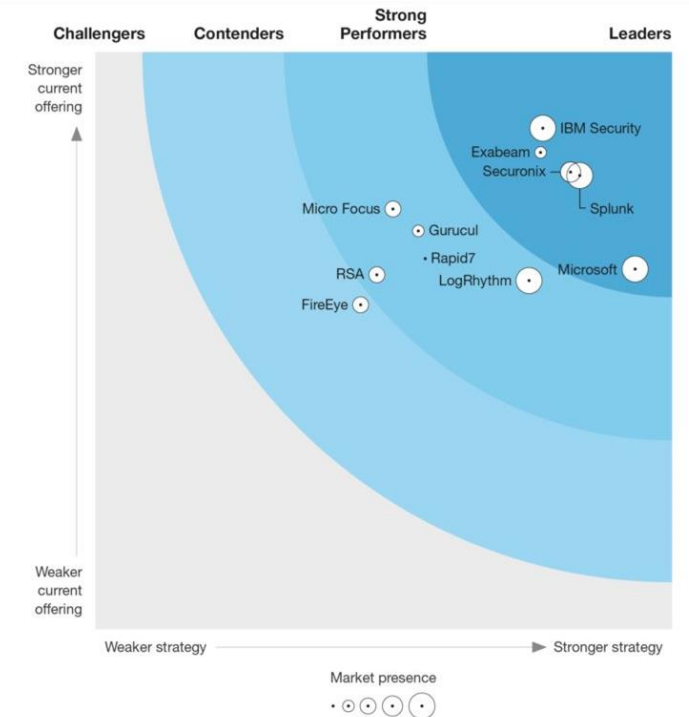 Challengers
Contenders
Strong
Performers
Leaders
Stronger
current
offering
IBM Security
Exabeam
Securonix
Splunk
Micro Focus
Gurucul
Rapid7
RSA
LogRhythm
Microsoft
FireEye
Weaker
current
offering
Weaker strategy
Stronger strategy
Market presence